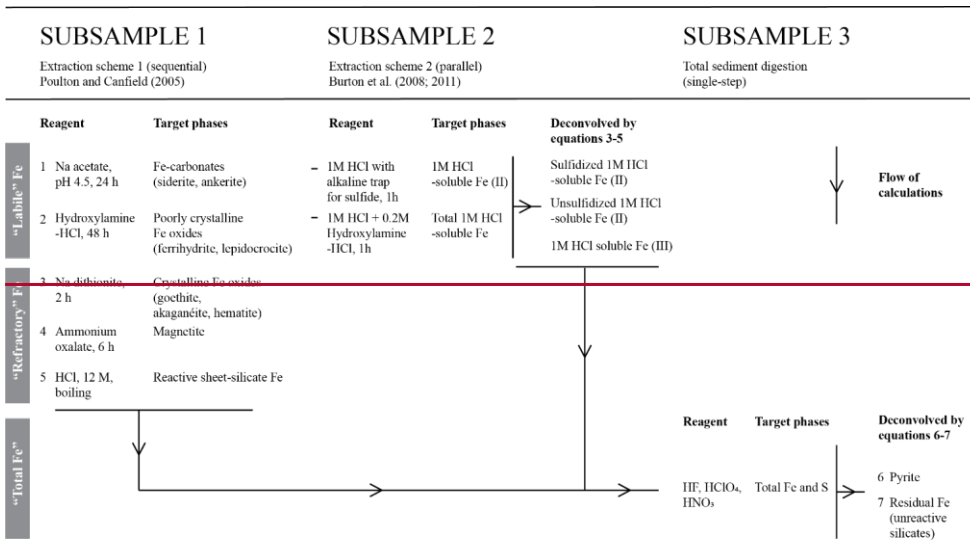 SUBSAMPLE 1
Extraction scheme 1 (sequential)
Poulton and Canfield (2005)
SUBSAMPLE 2
Extraction scheme 2 (parallel)
Burton et al. (2008; 2011)
SUBSAMPLE 3
Total sediment digestion
(single-step)
"Labile" Fe
"Refractory" Fe
"Total Fe"
Reagent
Target phases
1 Na acetate,
pH 4.5, 24 h
Fe-carbonates
(siderite, ankerite)
2 Hydroxylamine
-HCl, 48 h
Poorly crystalline
Fe oxides
(ferrihydrite, lepidocrocite)
3 Na dithionite,
2 h
Crystalline Fe oxides
(goethite,
akaganéite, hematite)
4 Ammonium
oxalate, 6 h
Magnetite
5 HCl, 12 M,
boiling
Reactive sheet-silicate Fe
Reagent
Target phases
– 1M HCl with
alkaline trap
for sulfide, 1h
1M HCl
-soluble Fe (II)
– 1M HCl + 0.2M
Hydroxylamine
-HCl, 1h
Total 1M HCl
-soluble Fe
Deconvolved by
equations 3-5
Sulfidized 1M HCl
-soluble Fe (II)
Unsulfidized 1M HCl
-soluble Fe (II)
1M HCl soluble Fe (III)
Flow of
calculations
Reagent
Target phases
HF, HClO₄,
HNO₃
Total Fe and S
Deconvolved by
equations 6-7
6 Pyrite
7 Residual Fe
(unreactive
silicates)